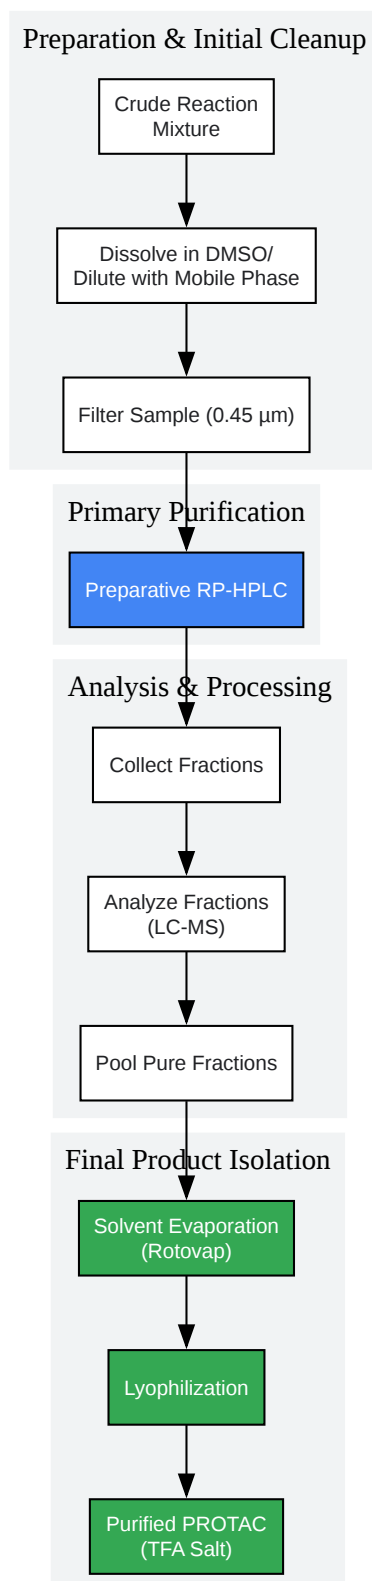 Preparation & Initial Cleanup
Crude Reaction
Mixture
Dissolve in DMSO/
Dilute with Mobile Phase
Filter Sample (0.45 µm)
Primary Purification
Preparative RP-HPLC
Analysis & Processing
Collect Fractions
Analyze Fractions
(LC-MS)
Pool Pure Fractions
Final Product Isolation
Solvent Evaporation
(Rotovap)
Lyophilization
Purified PROTAC
(TFA Salt)